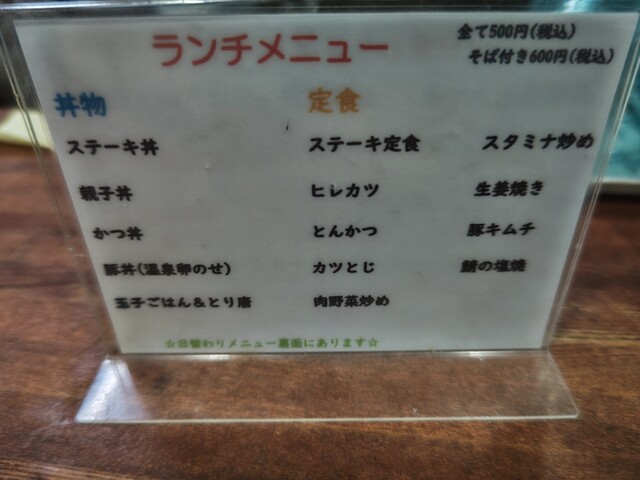 ランチメニュー
全て500円(税込)
そば付き600円(税込)
丼物
ステーキ丼
親子丼
かつ丼
豚丼(温泉卵のせ)
玉子ごはん&とり唐
定食
ステーキ定食
ヒレカツ
とんかつ
カツとじ
肉野菜炒め
スタミナ炒め
生姜焼き
豚キムチ
鯖の塩焼
☆日替わりメニュー裏面にあります☆